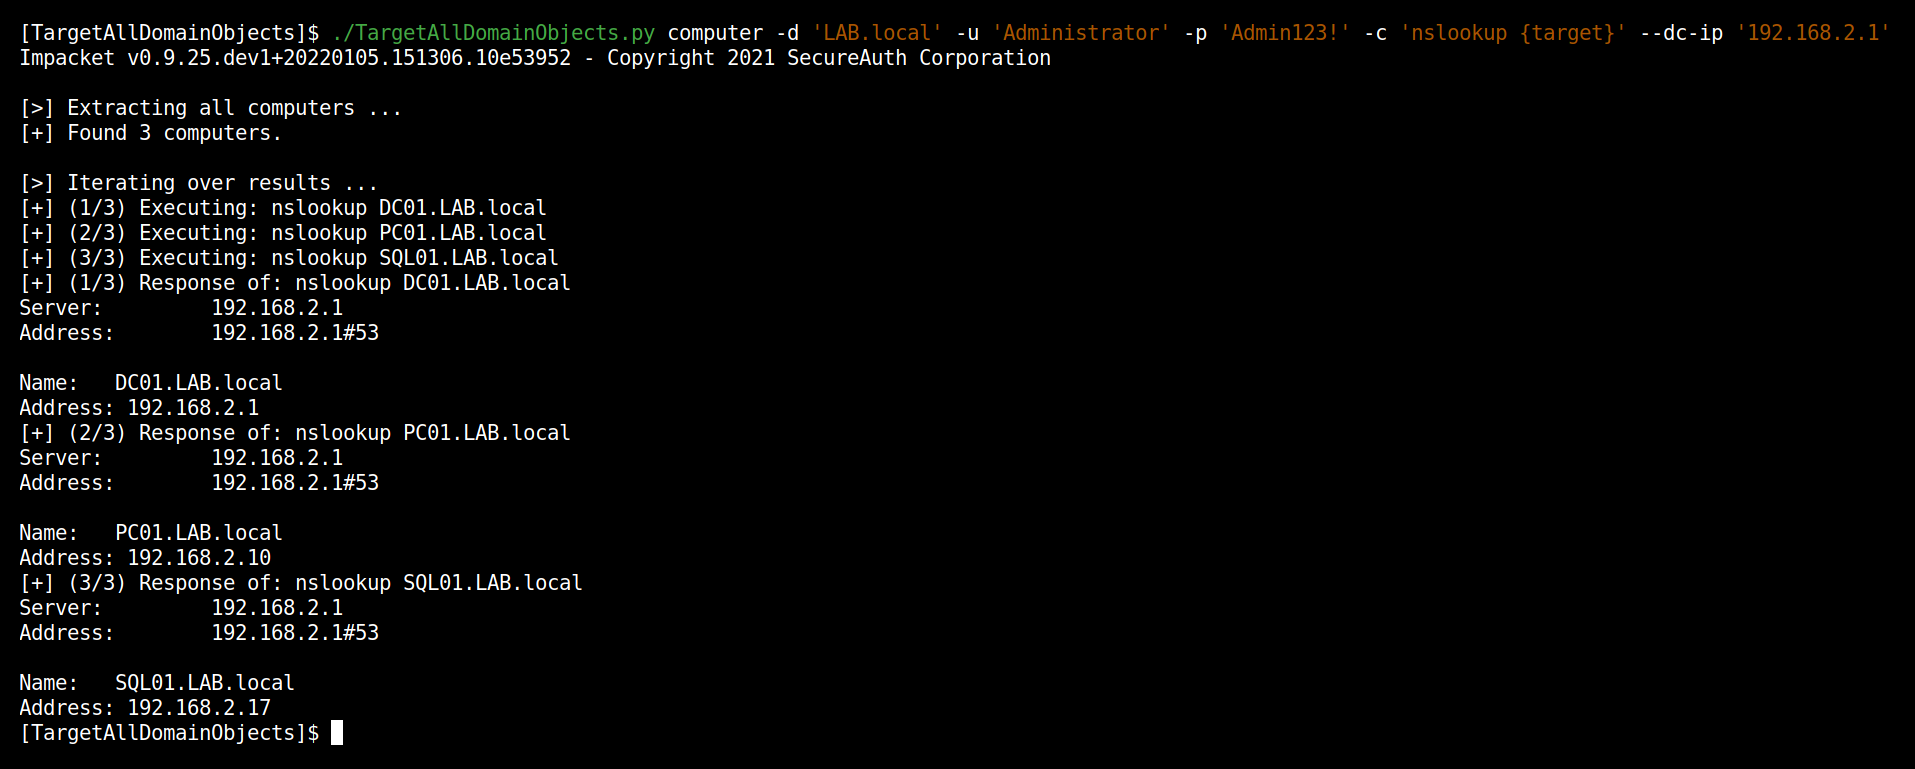 [TargetAllDomainObjects]$ ./TargetAllDomainObjects.py computer -d 'LAB.local' -u 'Administrator' -p 'Admin123!' -c 'nslookup {target}' --dc-ip '192.168.2.1'
Impacket v0.9.25.dev1+20220105.151306.10e53952 - Copyright 2021 SecureAuth Corporation

[>] Extracting all computers ...
[+] Found 3 computers.

[>] Iterating over results ...
[+] (1/3) Executing: nslookup DC01.LAB.local
[+] (2/3) Executing: nslookup PC01.LAB.local
[+] (3/3) Executing: nslookup SQL01.LAB.local
[+] (1/3) Response of: nslookup DC01.LAB.local
Server:         192.168.2.1
Address:        192.168.2.1#53

Name:   DC01.LAB.local
Address: 192.168.2.1
[+] (2/3) Response of: nslookup PC01.LAB.local
Server:         192.168.2.1
Address:        192.168.2.1#53

Name:   PC01.LAB.local
Address: 192.168.2.10
[+] (3/3) Response of: nslookup SQL01.LAB.local
Server:         192.168.2.1
Address:        192.168.2.1#53

Name:   SQL01.LAB.local
Address: 192.168.2.17
[TargetAllDomainObjects]$